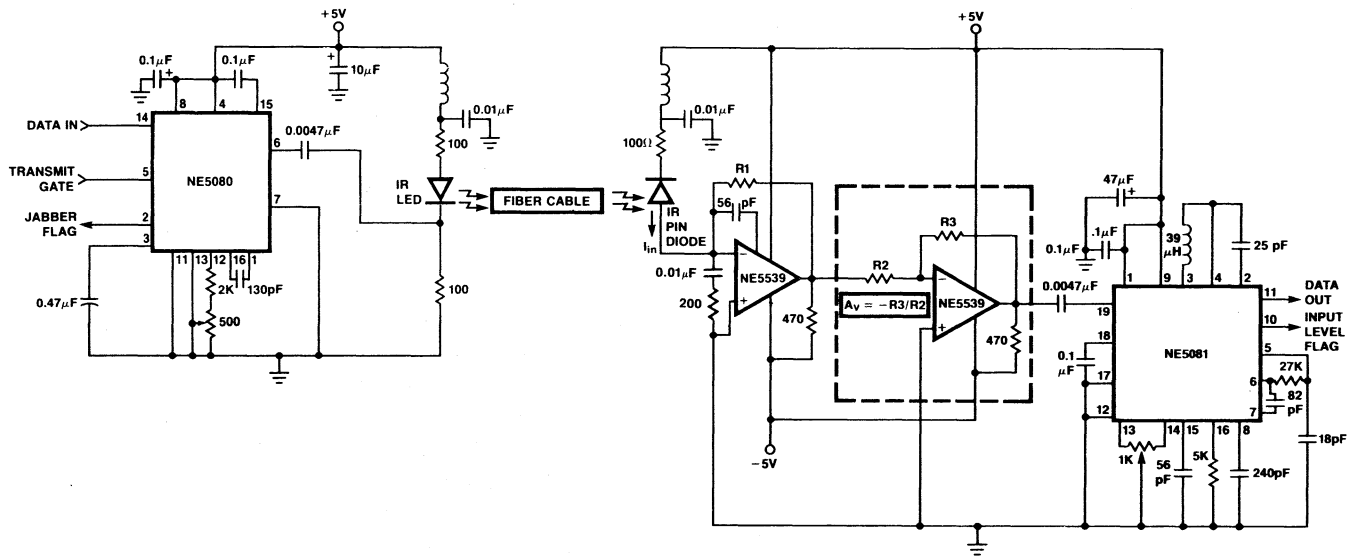 +5V
0.1µF
+
0.1µF
+
10µF
8
4
15
14
DATA IN
6
0.0047µF
0.01µF
100
TRANSMIT
GATE
5
NE5080
IR
LED
FIBER CABLE
7
JABBER
FLAG
2
3
11
13
12
16
1
2K
130pF
0.47µF
500
100
+5V
0.01µF
100Ω
IR
PIN
DIODE
Iin
R1
56 pF
−
+
NE5539
0.01µF
200
470
R2
R3
Av = −R3/R2
−
+
NE5539
470
−5V
0.0047µF
47µF
+
.1µF
0.1µF
39
µH
25 pF
1
9
3
4
2
19
11
DATA
OUT
10
INPUT
LEVEL
FLAG
18
NE5081
5
0.1
µF
17
27K
6
82
pF
7
12
13
14
15
16
8
18pF
1K
56
pF
5K
240pF